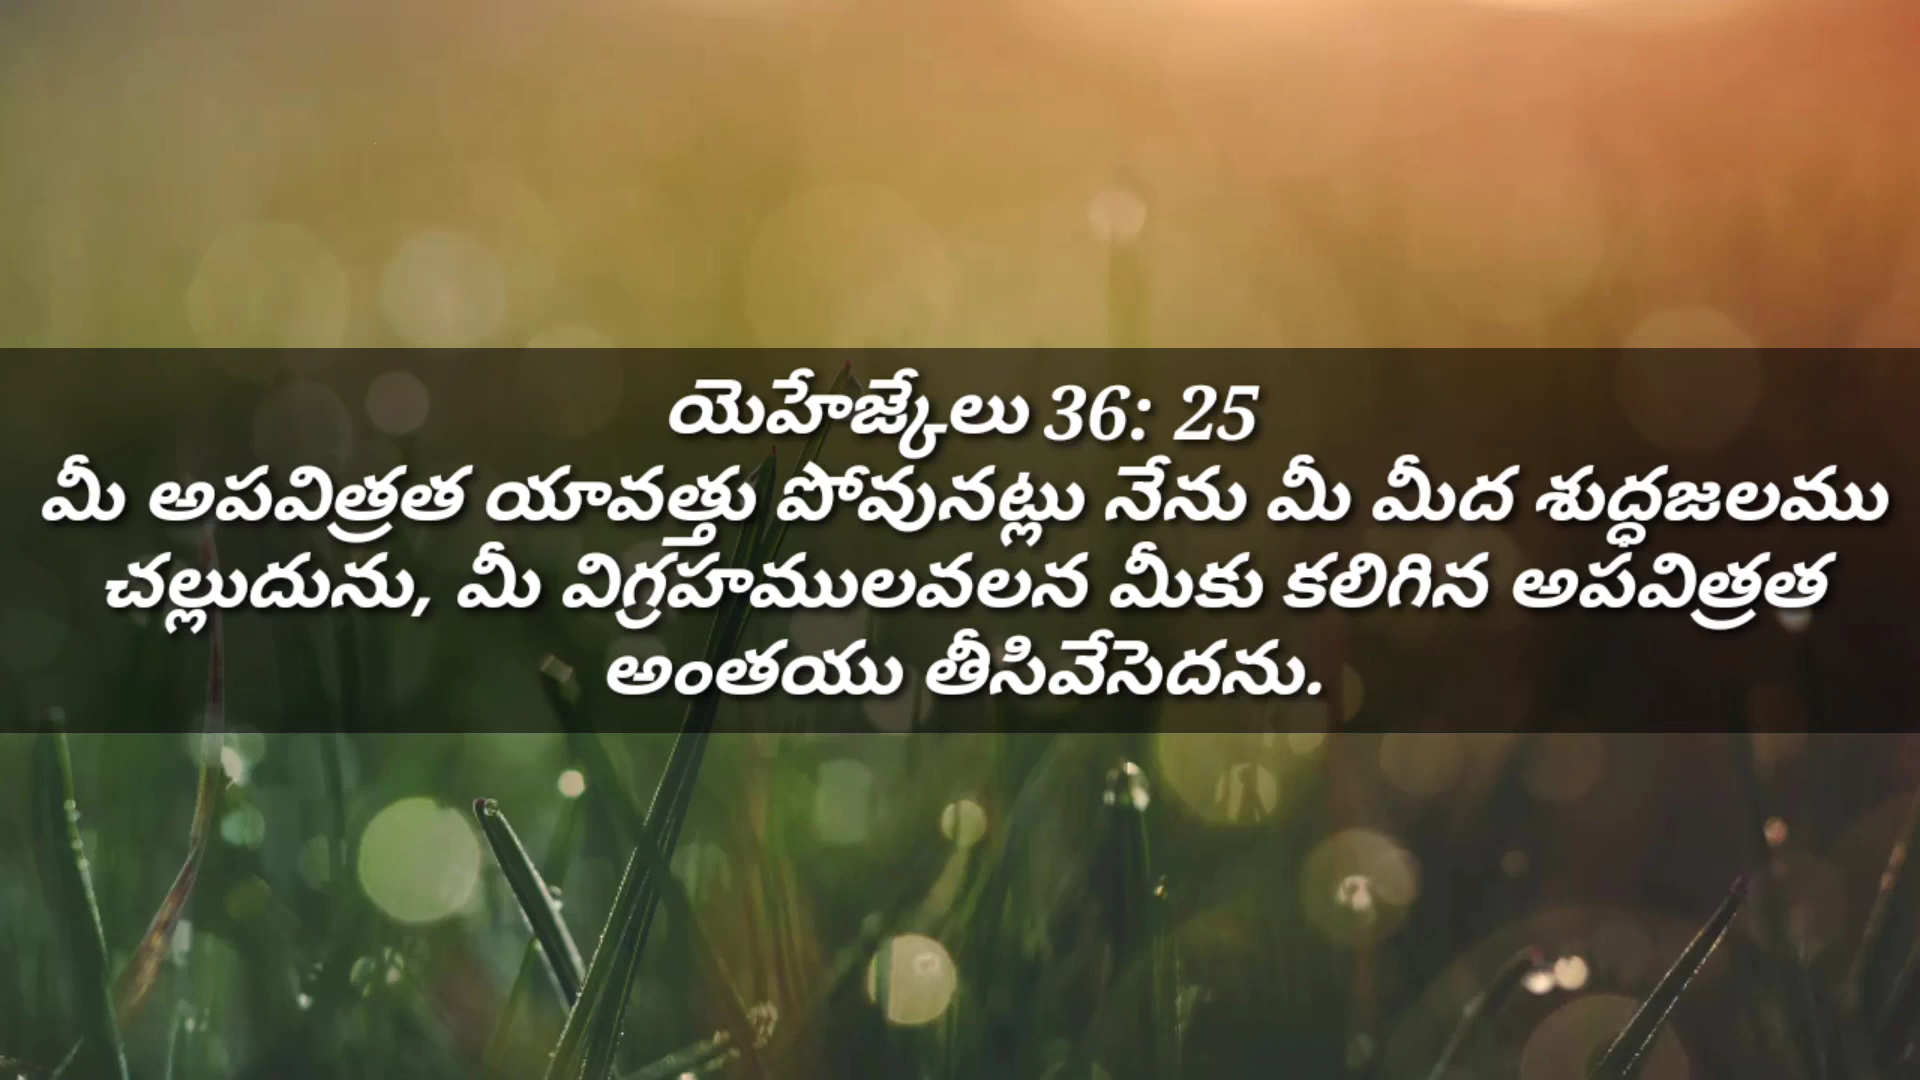 యెహేజ్కేలు 36: 25
మీ అపవిత్రత యావత్తు పోవునట్లు నేను మీ మీద శుద్ధజలము
చల్లుదును, మీ విగ్రహములవలన మీకు కలిగిన అపవిత్రత
అంతయు తీసివేసెదను.